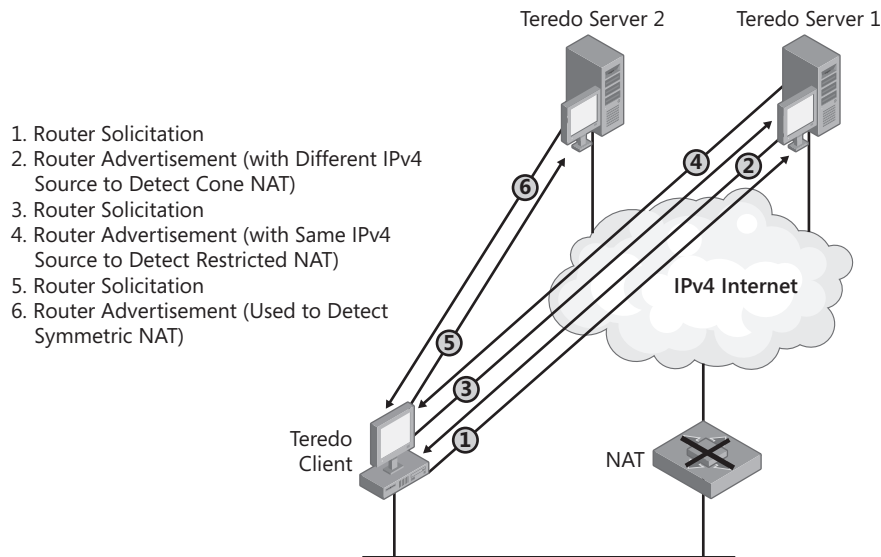 Teredo Server 2
Teredo Server 1
1. Router Solicitation
2. Router Advertisement (with Different IPv4
Source to Detect Cone NAT)
3. Router Solicitation
4. Router Advertisement (with Same IPv4
Source to Detect Restricted NAT)
5. Router Solicitation
6. Router Advertisement (Used to Detect
Symmetric NAT)
4
2
6
IPv4 Internet
5
3
1
Teredo
Client
NAT